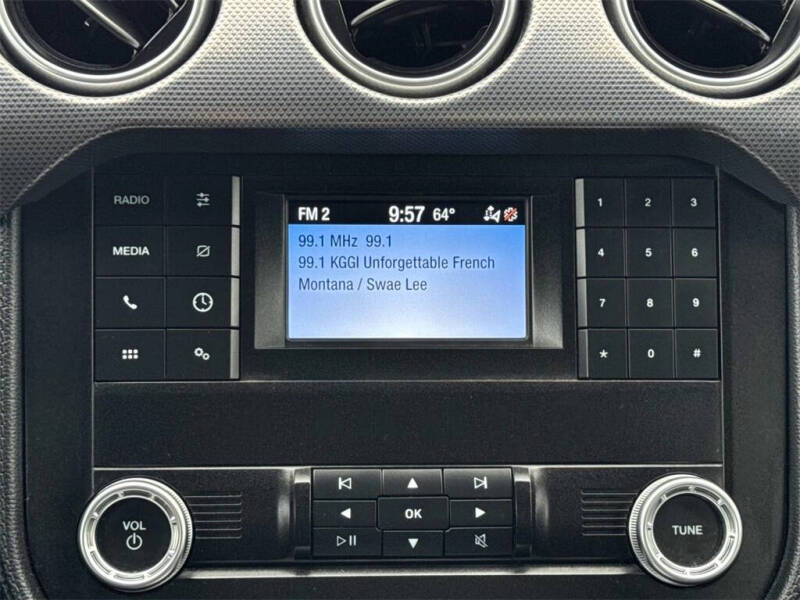 RADIO
MEDIA
FM 2 9:57 64°
99.1 MHz 99.1
99.1 KGGI Unforgettable French
Montana / Swae Lee
1 2 3
4 5 6
7 8 9
* 0 #
VOL
OK
TUNE